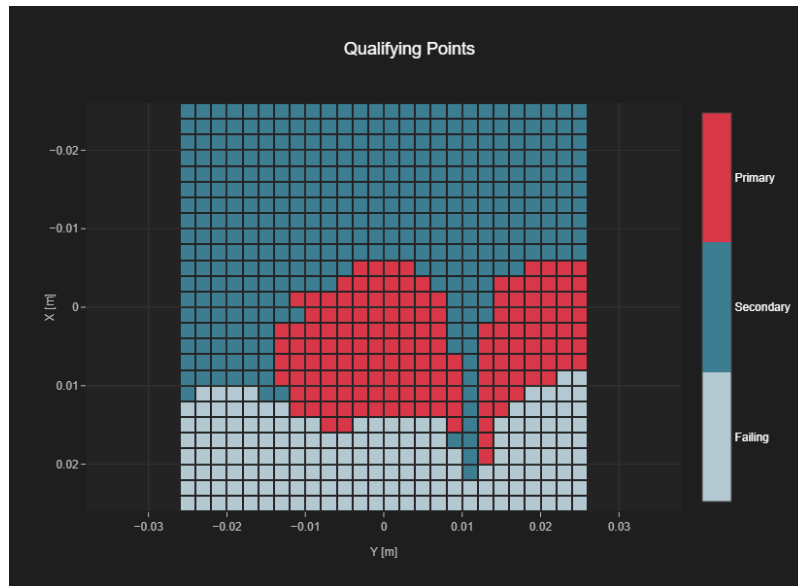 Qualifying Points
−0.02
−0.01
0
0.01
0.02
X [m]
−0.03
−0.02
−0.01
0
0.01
0.02
0.03
Y [m]
Primary
Secondary
Failing